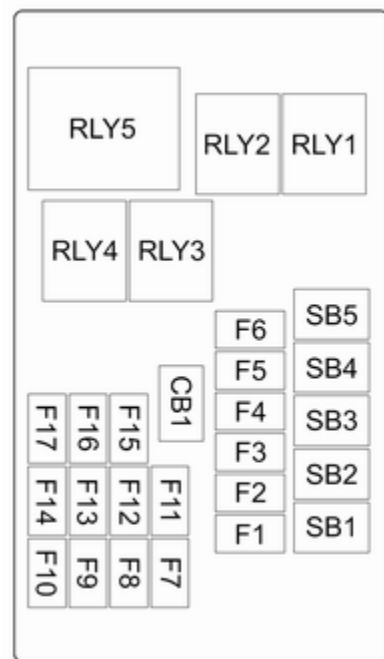 RLY5
RLY2 RLY1
RLY4 RLY3
SB5
F6
SB4
F5
CB1
F4
SB3
F17 F16 F15
F3
SB2
F2
F14 F13 F12 F11
SB1
F1
F10 F9 F8 F7